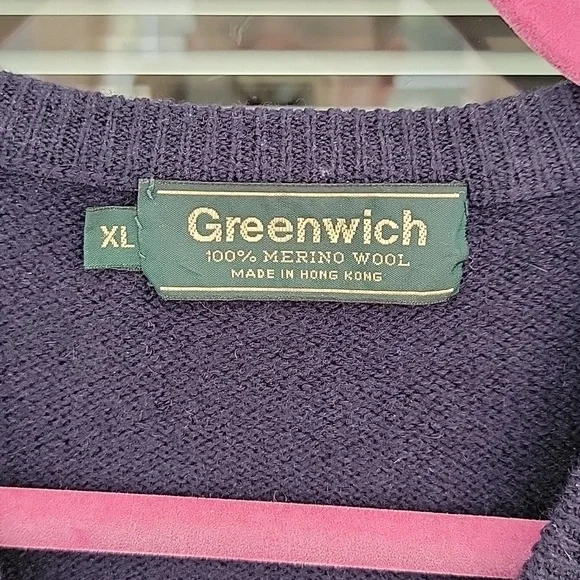 XL
Greenwich
100% MERINO WOOL
MADE IN HONG KONG